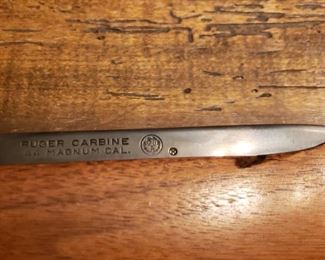 RUGER CARBINE
44 MAGNUM CAL.
®